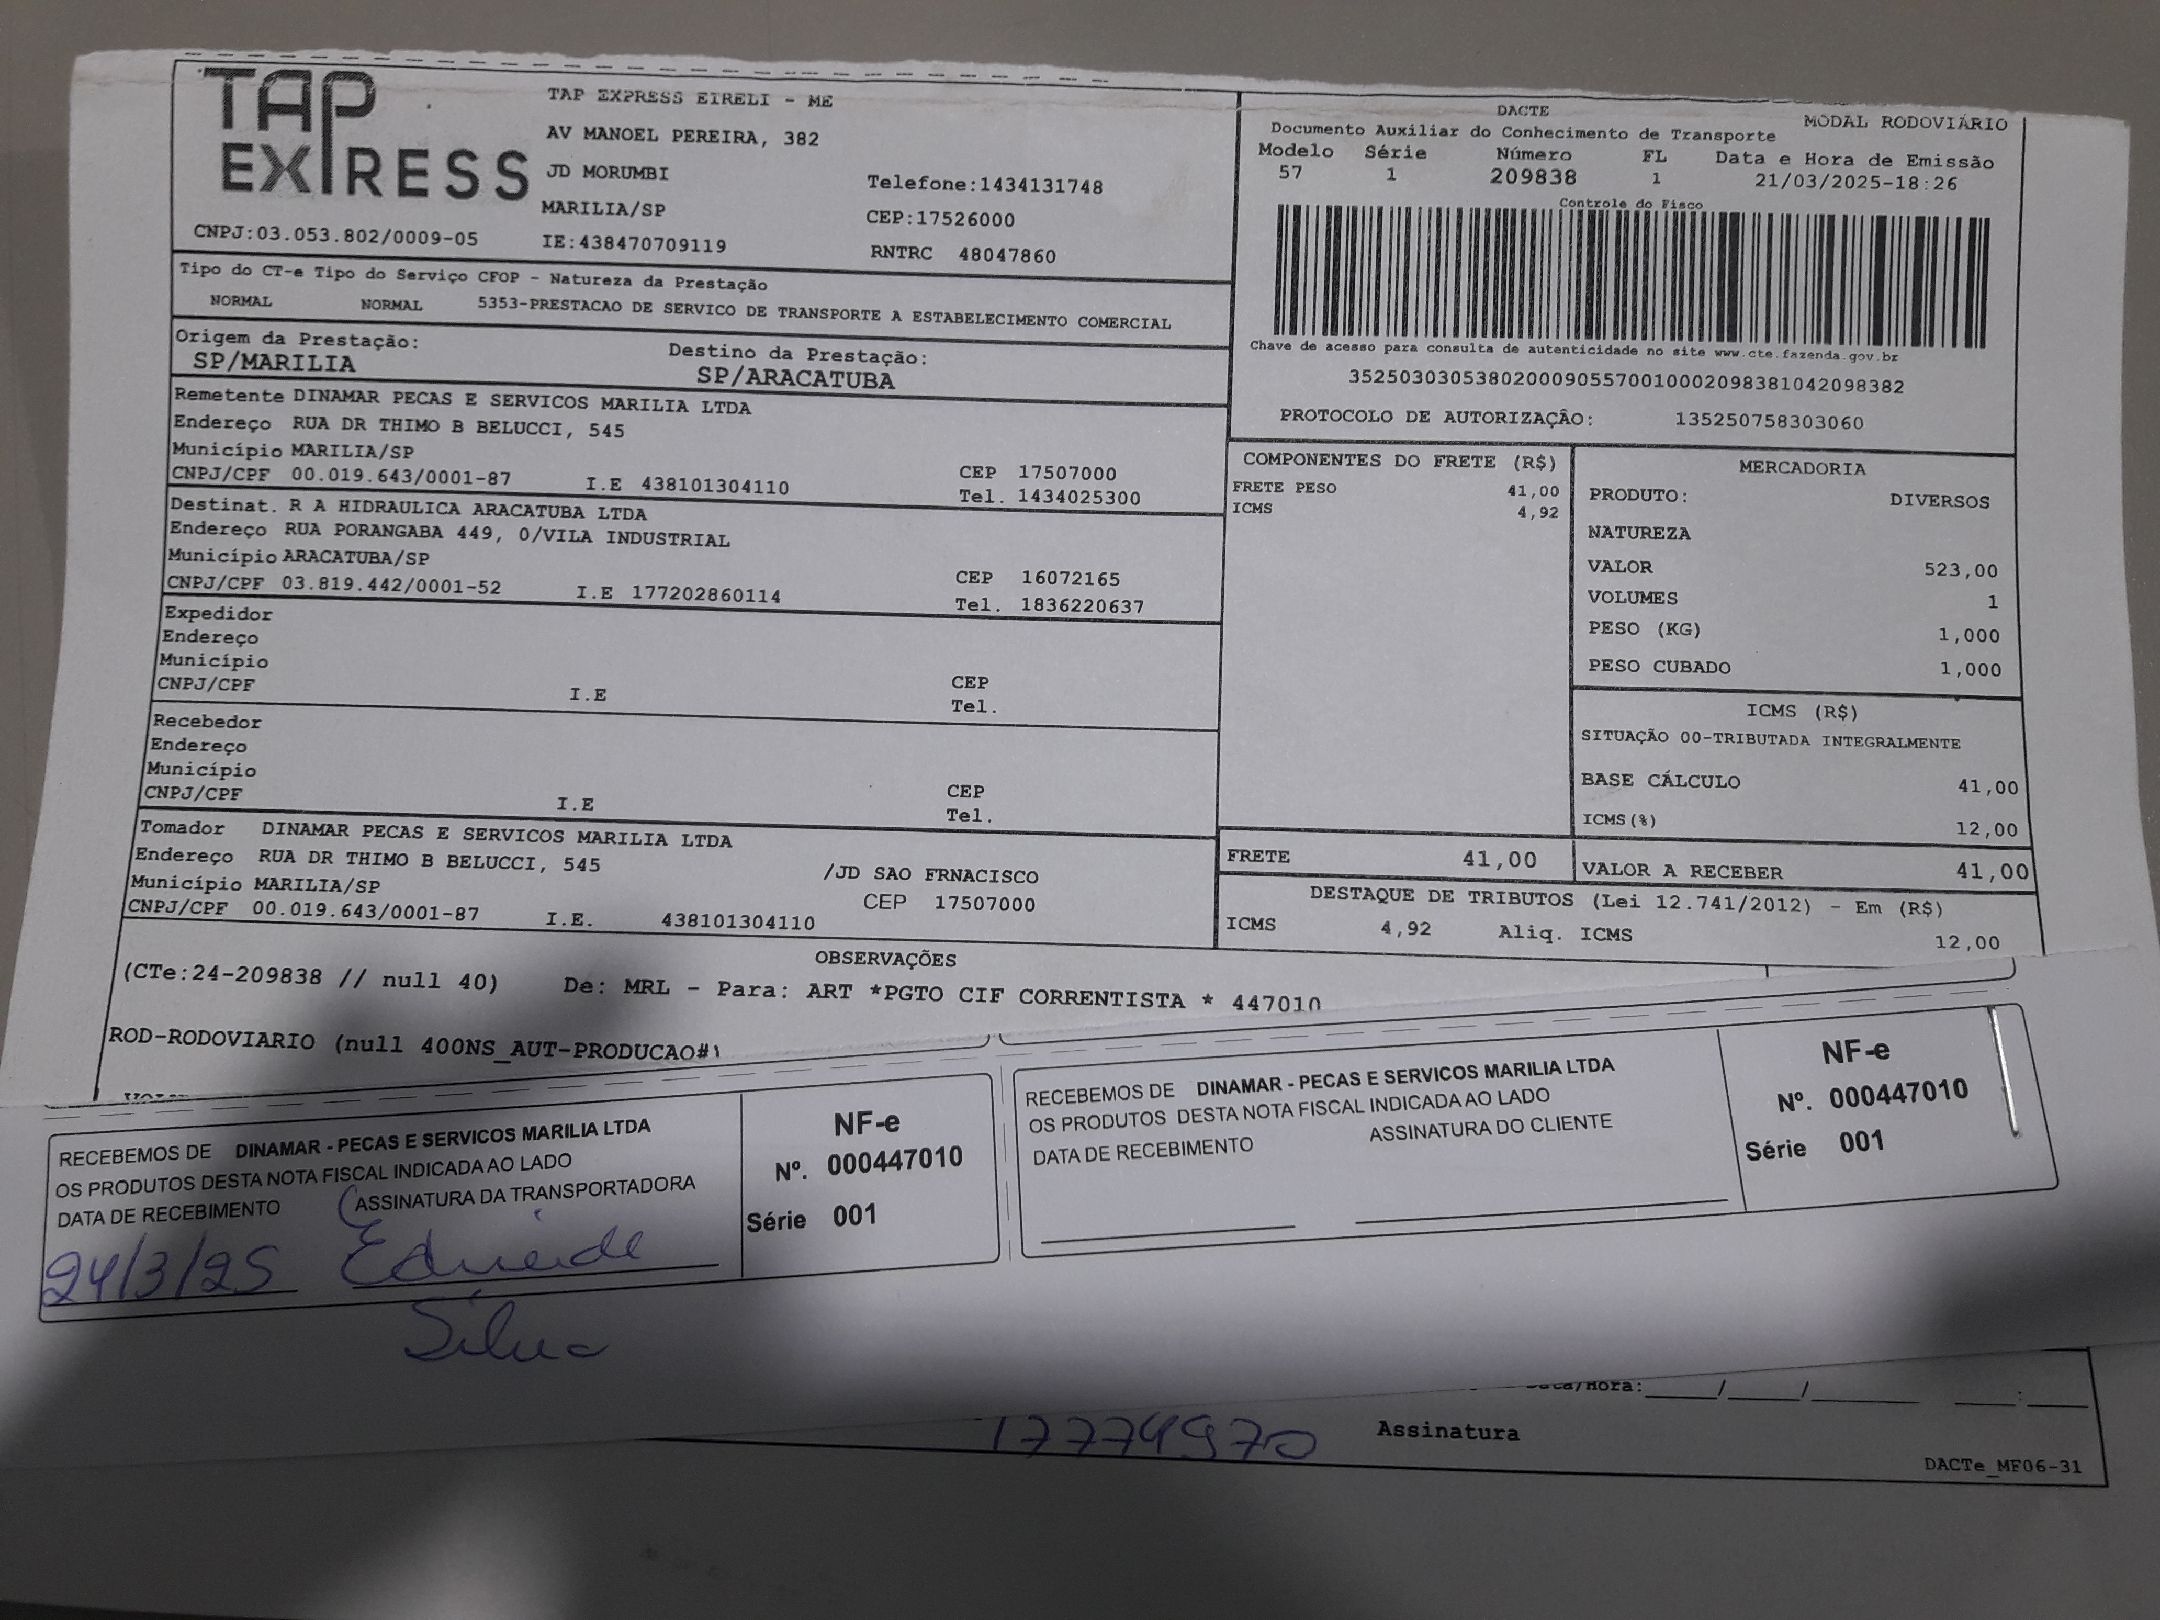 TAP EXPRESS
TAP EXPRESS EIRELI - ME
AV MANOEL PEREIRA, 382
JD MORUMBI
Telefone:1434131748
MARILIA/SP
CEP:17526000
CNPJ:03.053.802/0009-05
IE:438470709119
RNTRC 48047860
DACTE
MODAL RODOVIÁRIO
Documento Auxiliar do Conhecimento de Transporte
Modelo Série Número FL Data e Hora de Emissão
57 1 209838 1 21/03/2025-18:26
Controle do Fisco
Chave de acesso para consulta de autenticidade no site www.cte.fazenda.gov.br
35250303053802000905570010002098381042098382
PROTOCOLO DE AUTORIZAÇÃO: 135250758303060
Tipo do CT-e Tipo do Serviço CFOP - Natureza da Prestação
NORMAL NORMAL 5353-PRESTACAO DE SERVICO DE TRANSPORTE A ESTABELECIMENTO COMERCIAL
Origem da Prestação: Destino da Prestação:
SP/MARILIA SP/ARACATUBA
Remetente DINAMAR PECAS E SERVICOS MARILIA LTDA
Endereço RUA DR THIMO B BELUCCI, 545
Município MARILIA/SP CEP 17507000
CNPJ/CPF 00.019.643/0001-87 I.E 438101304110 Tel. 1434025300
Destinat. R A HIDRAULICA ARACATUBA LTDA
Endereço RUA PORANGABA 449, 0/VILA INDUSTRIAL
Município ARACATUBA/SP CEP 16072165
CNPJ/CPF 03.819.442/0001-52 I.E 177202860114 Tel. 1836220637
Expedidor
Endereço
Município CEP
CNPJ/CPF I.E Tel.
Recebedor
Endereço
Município CEP
CNPJ/CPF I.E Tel.
Tomador DINAMAR PECAS E SERVICOS MARILIA LTDA
Endereço RUA DR THIMO B BELUCCI, 545 /JD SAO FRNACISCO
Município MARILIA/SP CEP 17507000
CNPJ/CPF 00.019.643/0001-87 I.E. 438101304110
COMPONENTES DO FRETE (R$)
FRETE PESO 41,00
ICMS 4,92
MERCADORIA
PRODUTO: DIVERSOS
NATUREZA
VALOR 523,00
VOLUMES 1
PESO (KG) 1,000
PESO CUBADO 1,000
ICMS (R$)
SITUAÇÃO 00-TRIBUTADA INTEGRALMENTE
BASE CÁLCULO 41,00
ICMS(%) 12,00
FRETE 41,00 VALOR A RECEBER 41,00
DESTAQUE DE TRIBUTOS (Lei 12.741/2012) - Em (R$)
ICMS 4,92 Aliq. ICMS 12,00
OBSERVAÇÕES
(CTe:24-209838 // null 40) De: MRL - Para: ART *PGTO CIF CORRENTISTA * 447010
ROD-RODOVIARIO (null 400NS_AUT-PRODUCAO#)
RECEBEMOS DE DINAMAR - PECAS E SERVICOS MARILIA LTDA
OS PRODUTOS DESTA NOTA FISCAL INDICADA AO LADO
DATA DE RECEBIMENTO ASSINATURA DA TRANSPORTADORA
24/3/25
Silva
NF-e
Nº. 000447010
Série 001
RECEBEMOS DE DINAMAR - PECAS E SERVICOS MARILIA LTDA
OS PRODUTOS DESTA NOTA FISCAL INDICADA AO LADO
DATA DE RECEBIMENTO ASSINATURA DO CLIENTE
NF-e
Nº. 000447010
Série 001
Data/Hora:_____/_____/________ _____:_____
17774970 Assinatura
DACTe_MF06-31